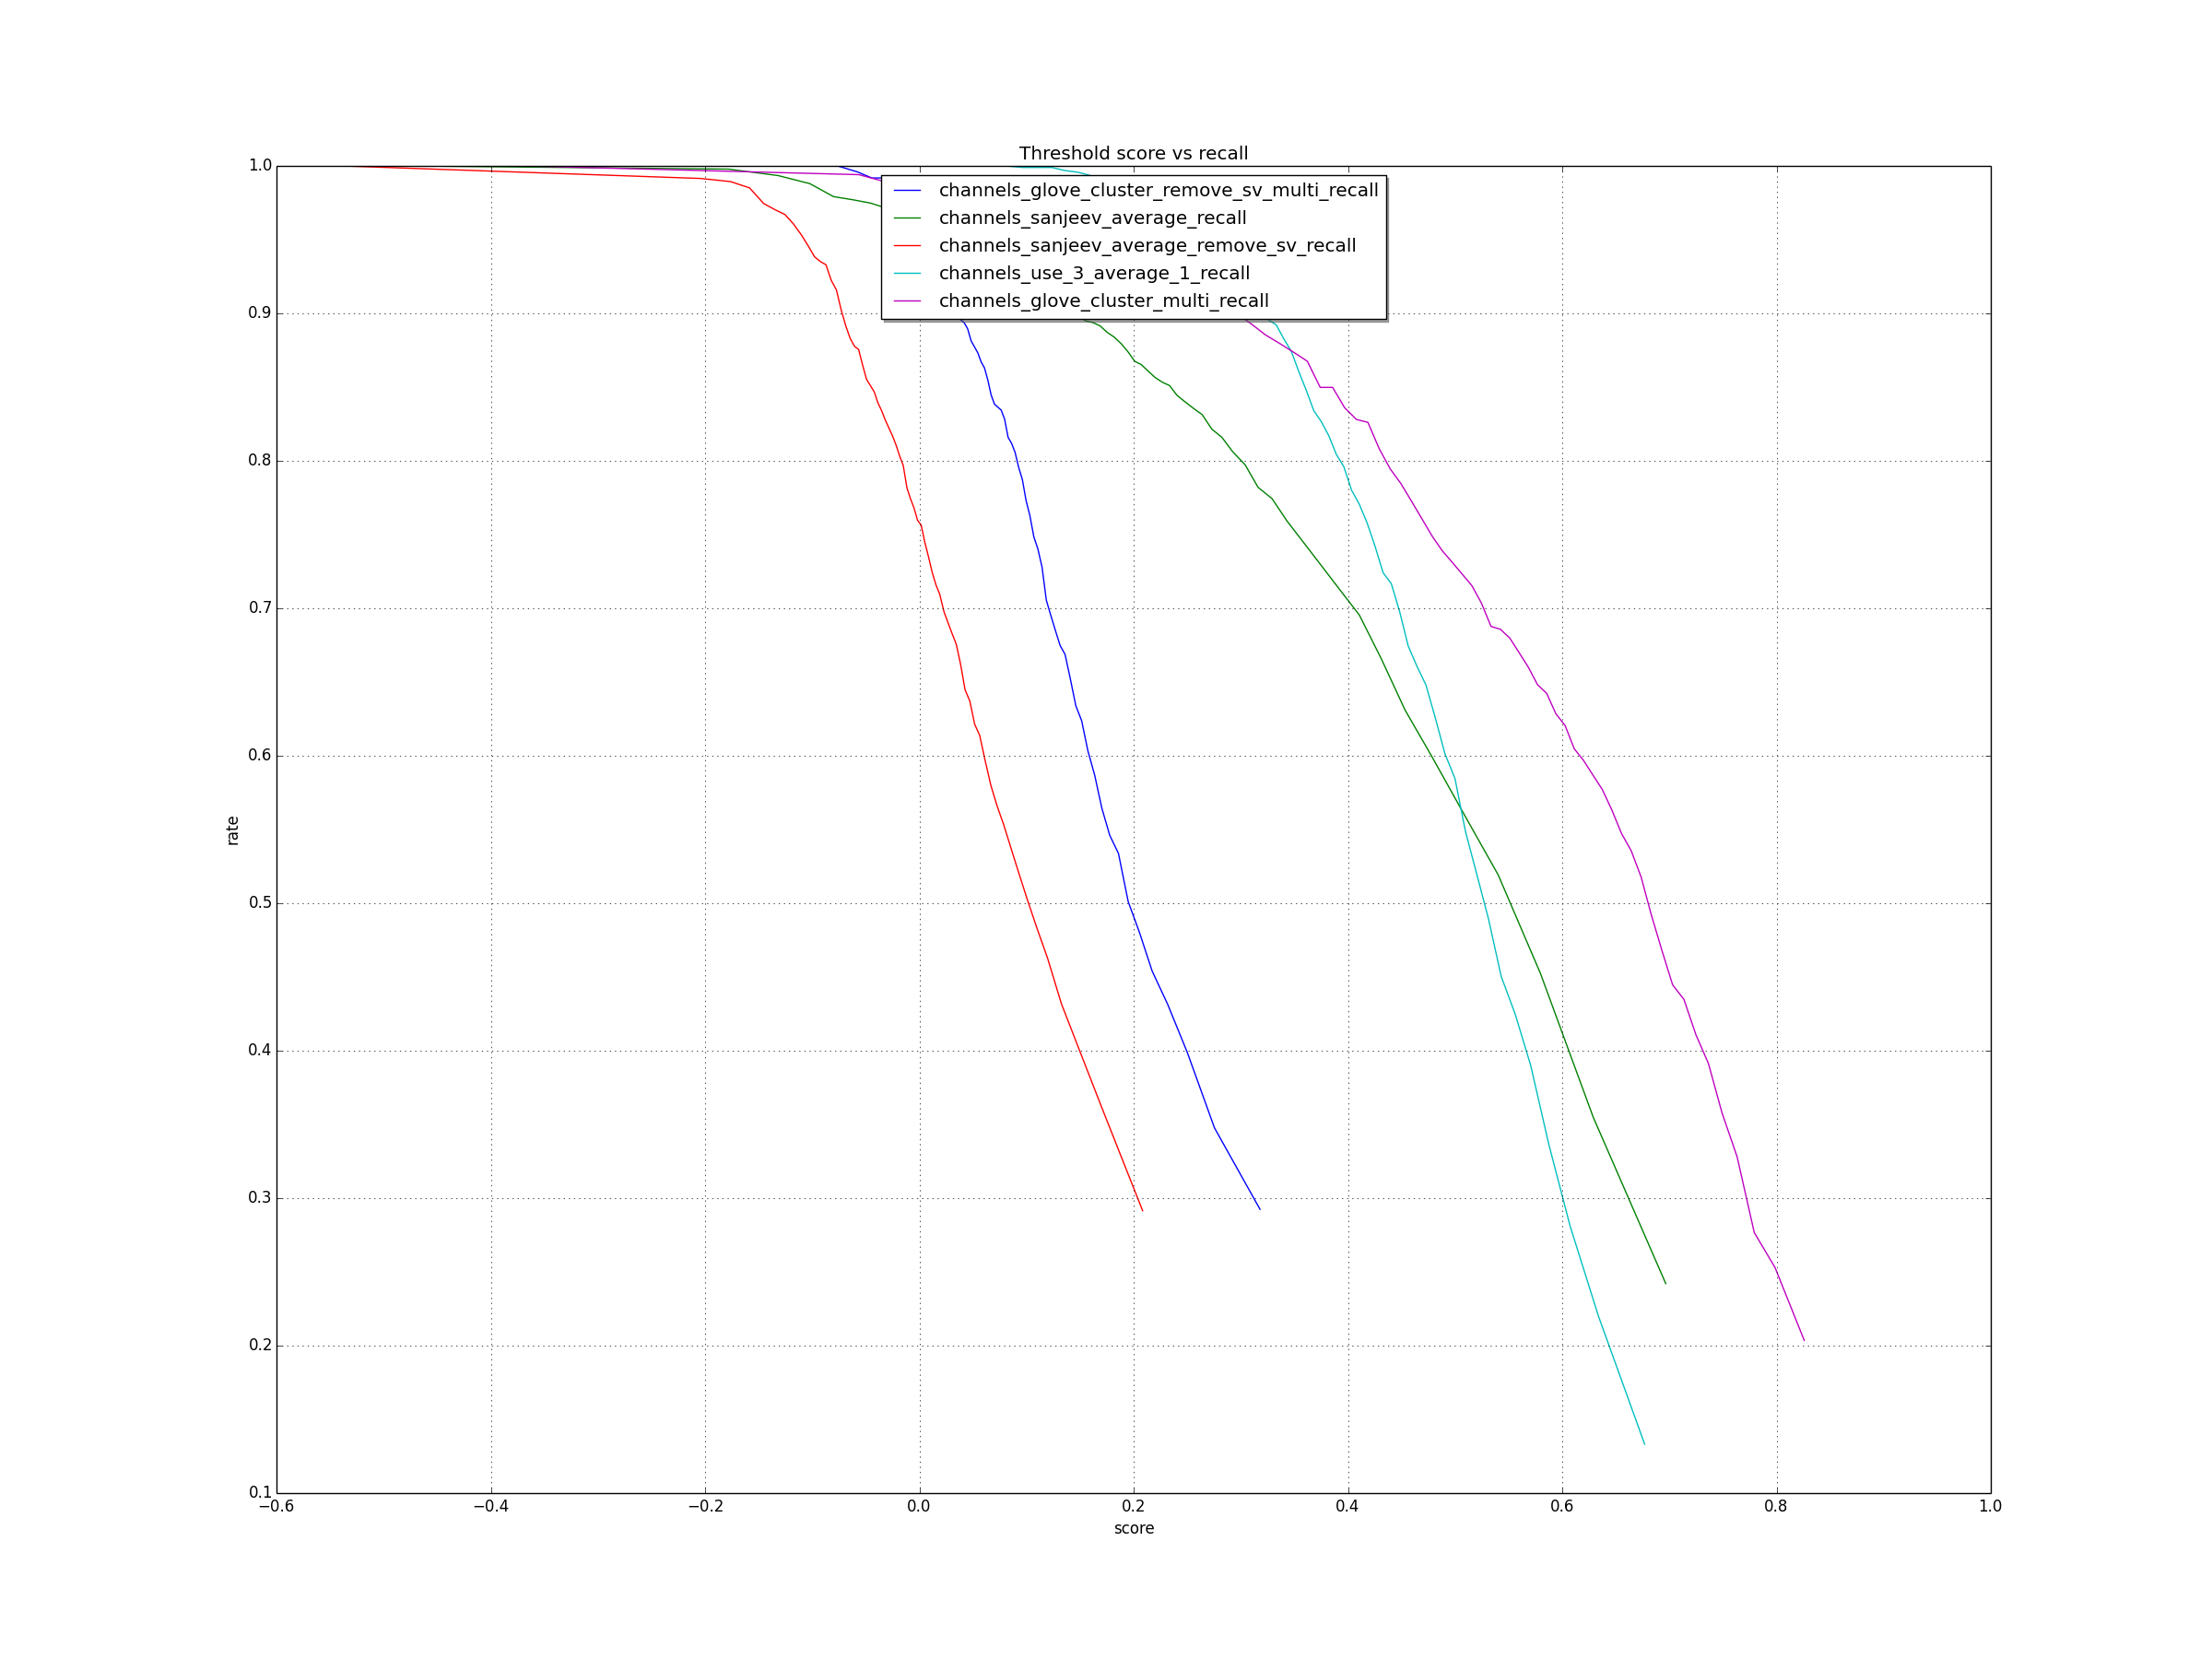 Threshold score vs recall
channels_glove_cluster_remove_sv_multi_recall
channels_sanjeev_average_recall
channels_sanjeev_average_remove_sv_recall
channels_use_3_average_1_recall
channels_glove_cluster_multi_recall
1.0
0.9
0.8
0.7
0.6
0.5
0.4
0.3
0.2
0.1
rate
−0.6 −0.4 −0.2 0.0 0.2 0.4 0.6 0.8 1.0
score